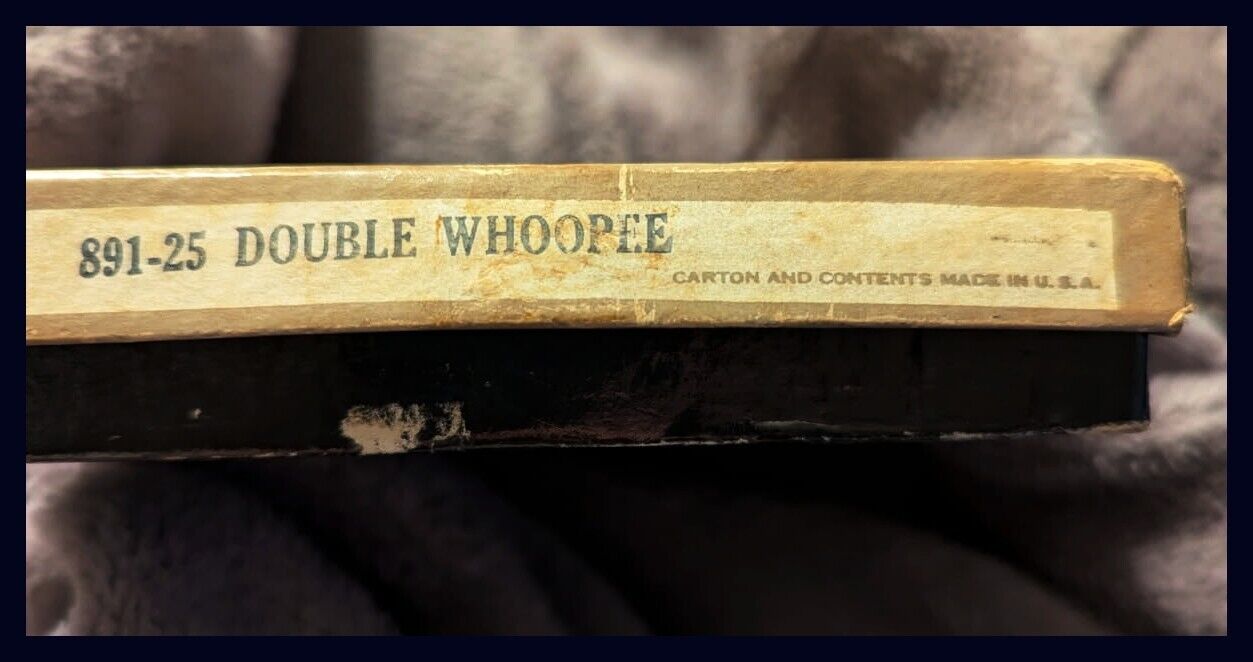 891-25 DOUBLE WHOOPEE
CARTON AND CONTENTS MADE IN U. S. A.